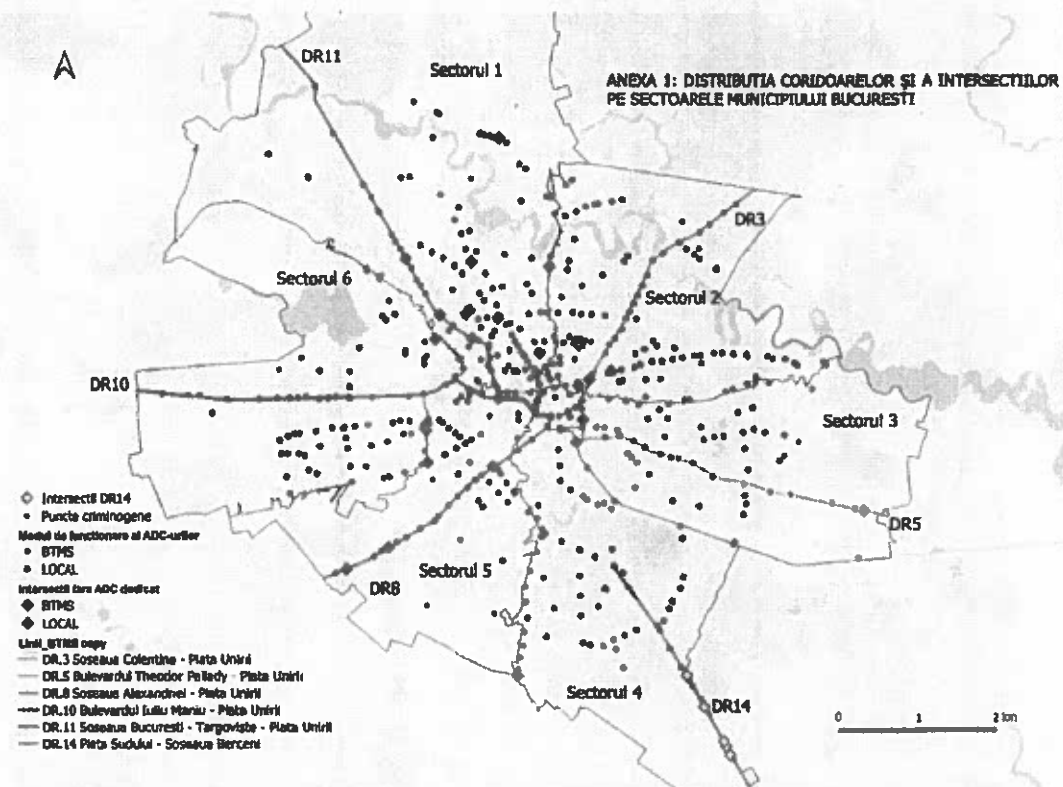 DR11
Sectorul 1
ANEXA 1: DISTRIBUTIA CORIDOARELOR ȘI A INTERSECTIILOR
PE SECTOARELE MUNICIPIULUI BUCURESTI
DR3
Sectorul 6
Sectorul 2
DR10
Sectorul 3
Intersectii DR14
Puncte criminogene
Modul de functionare al ADC-urilor
BTMS
LOCAL
Intersectii fara ADC dedicat
BTMS
LOCAL
Linii_BTMS copy
DR.3 Soseaua Colentina - Piata Unirii
DR.5 Bulevardul Theodor Pallady - Piata Unirii
DR.8 Soseaua Alexandriei - Piata Unirii
DR.10 Bulevardul Iuliu Maniu - Piata Unirii
DR.11 Soseaua Bucuresti - Targoviste - Piata Unirii
DR.14 Piata Sudului - Soseaua Berceni
DR5
DR8
Sectorul 5
Sectorul 4
DR14
0 1 2 km